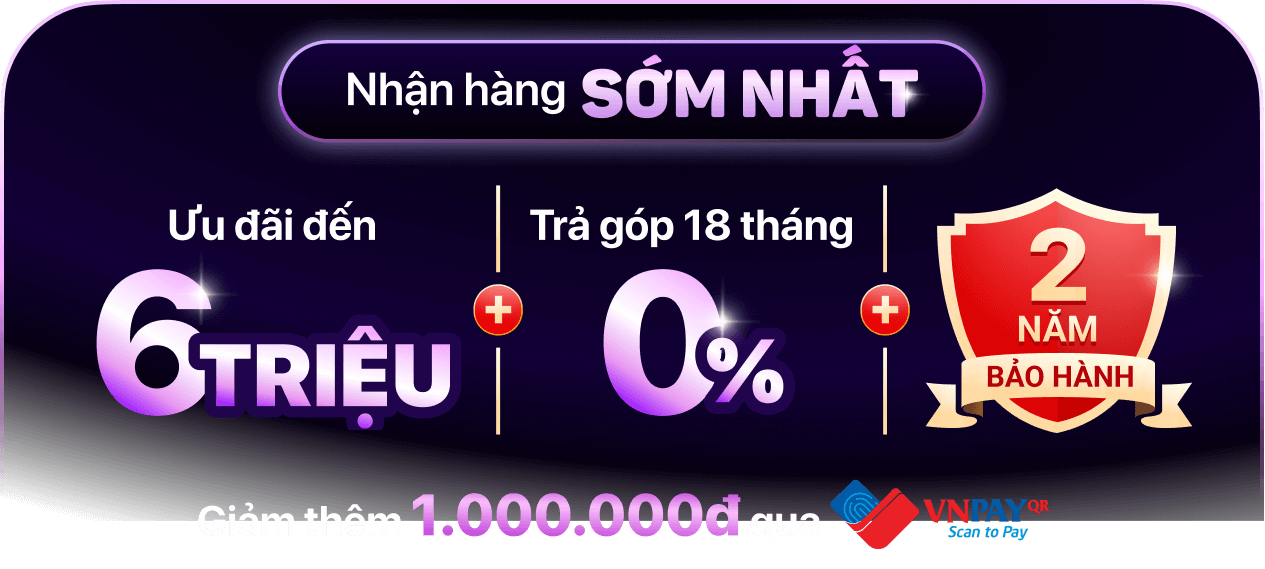 Nhận hàng SỚM NHẤT
Ưu đãi đến
6 TRIỆU
Trả góp 18 tháng
0%
2
NĂM
BẢO HÀNH
Giảm thêm 1.000.000đ qua VNPAY QR
Scan to Pay